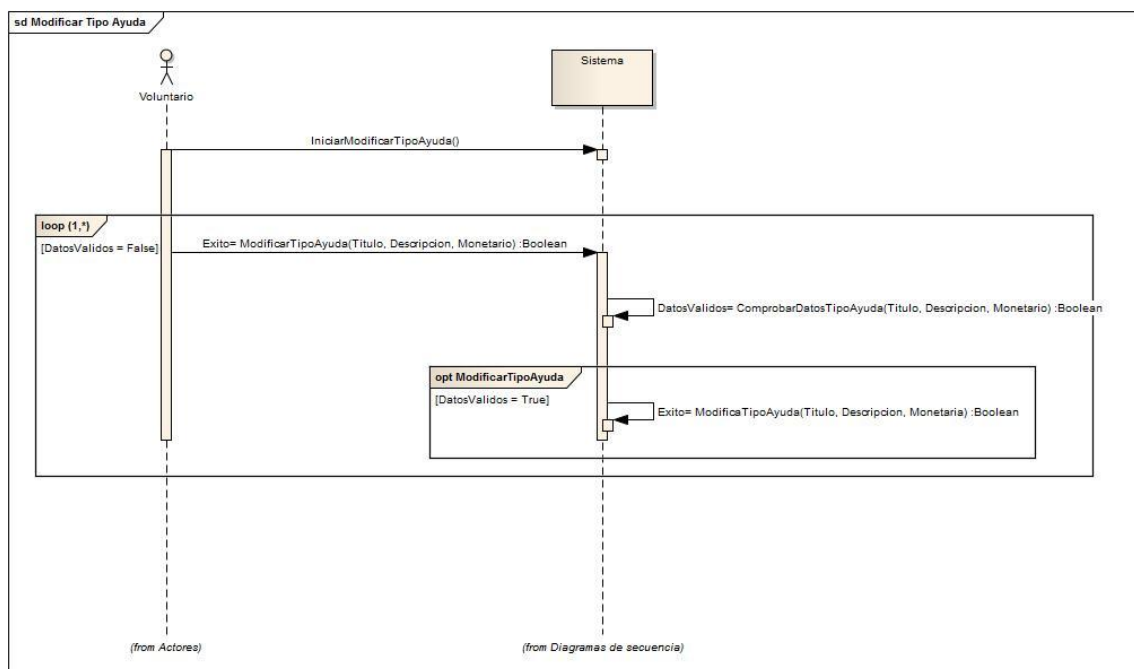 sd Modificar Tipo Ayuda
Voluntario
Sistema
IniciarModificarTipoAyuda()
loop (1,*)
[DatosValidos = False]
Exito= ModificarTipoAyuda(Titulo, Descripcion, Monetario) :Boolean
DatosValidos= ComprobarDatosTipoAyuda(Titulo, Descripcion, Monetario) :Boolean
opt ModificarTipoAyuda
[DatosValidos = True]
Exito= ModificaTipoAyuda(Titulo, Descripcion, Monetaria) :Boolean
(from Actores)
(from Diagramas de secuencia)